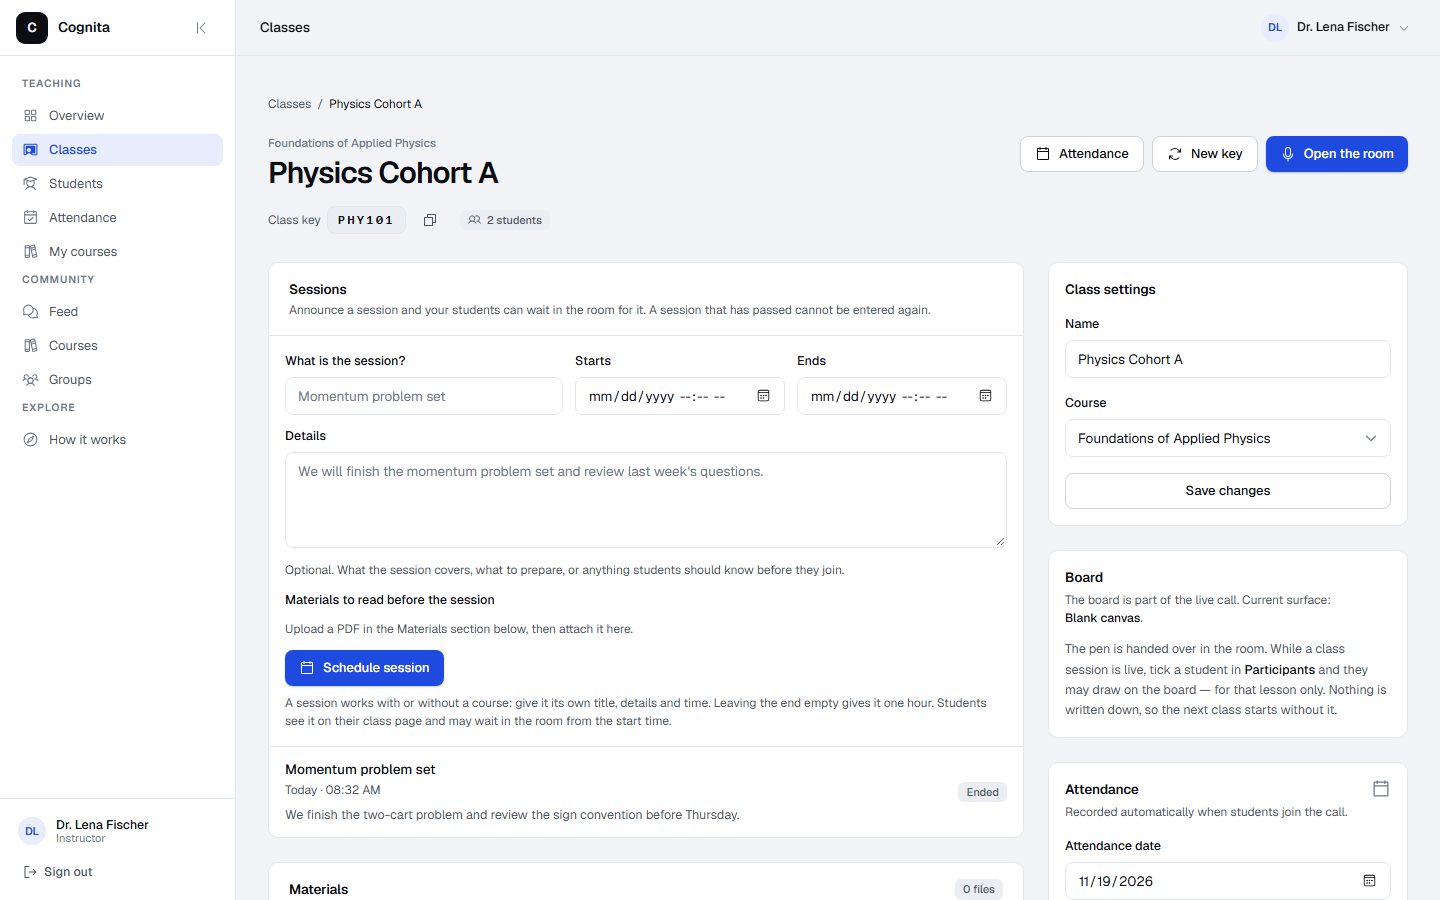 C Cognita
TEACHING
Overview
Classes
Students
Attendance
My courses
COMMUNITY
Feed
Courses
Groups
EXPLORE
How it works
DL Dr. Lena Fischer
Instructor
Sign out
Classes
DL Dr. Lena Fischer
Classes / Physics Cohort A
Foundations of Applied Physics
Physics Cohort A
Class key PHY101 2 students
Attendance New key Open the room
Sessions
Announce a session and your students can wait in the room for it. A session that has passed cannot be entered again.
What is the session? Starts Ends
Momentum problem set mm/dd/yyyy --:-- -- mm/dd/yyyy --:-- --
Details
We will finish the momentum problem set and review last week's questions.
Optional. What the session covers, what to prepare, or anything students should know before they join.
Materials to read before the session
Upload a PDF in the Materials section below, then attach it here.
Schedule session
A session works with or without a course: give it its own title, details and time. Leaving the end empty gives it one hour. Students
see it on their class page and may wait in the room from the start time.
Momentum problem set
Today · 08:32 AM
Ended
We finish the two-cart problem and review the sign convention before Thursday.
Materials 0 files
Class settings
Name
Physics Cohort A
Course
Foundations of Applied Physics
Save changes
Board
The board is part of the live call. Current surface:
Blank canvas.
The pen is handed over in the room. While a class
session is live, tick a student in Participants and they
may draw on the board — for that lesson only. Nothing is
written down, so the next class starts without it.
Attendance
Recorded automatically when students join the call.
Attendance date
11/19/2026